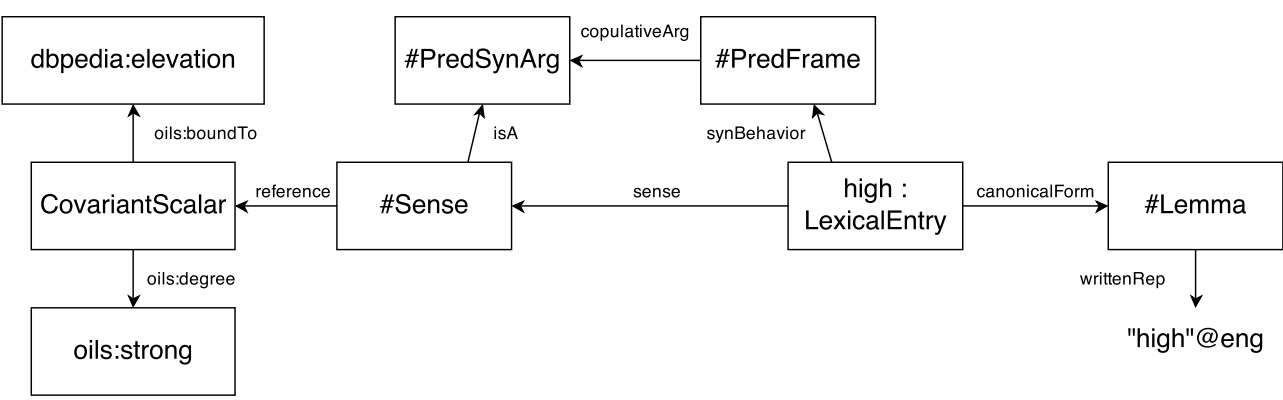 copulativeArg
dbpedia:elevation
#PredSynArg
#PredFrame
oils:boundTo
isA
synBehavior
CovariantScalar
reference
#Sense
sense
high :
LexicalEntry
canonicalForm
#Lemma
oils:degree
writtenRep
oils:strong
"high"@eng